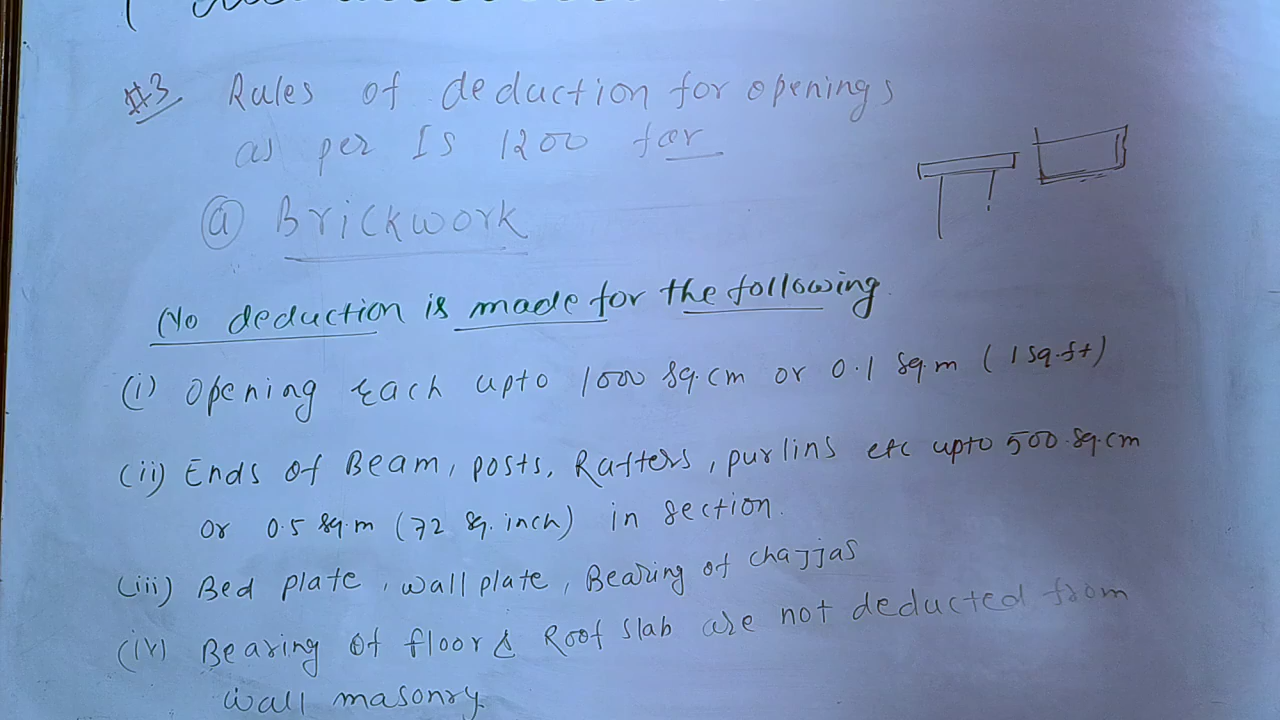 #3 Rules of deduction for openings
as per Is 1200 for
(a) Brickwork
No deduction is made for the following.
(i) Opening Each upto 1000 sq.cm or 0.1 sq.m (1 sq.ft)
(ii) Ends of Beam, posts, Rafters, purlins etc upto 500.sq.cm
Or 0.5 sq.m (72 sq. inch) in section.
(iii) Bed plate, wall plate, Bearing of chajjas
(iv) Bearing of floor & Roof slab are not deducted from
wall masonry.